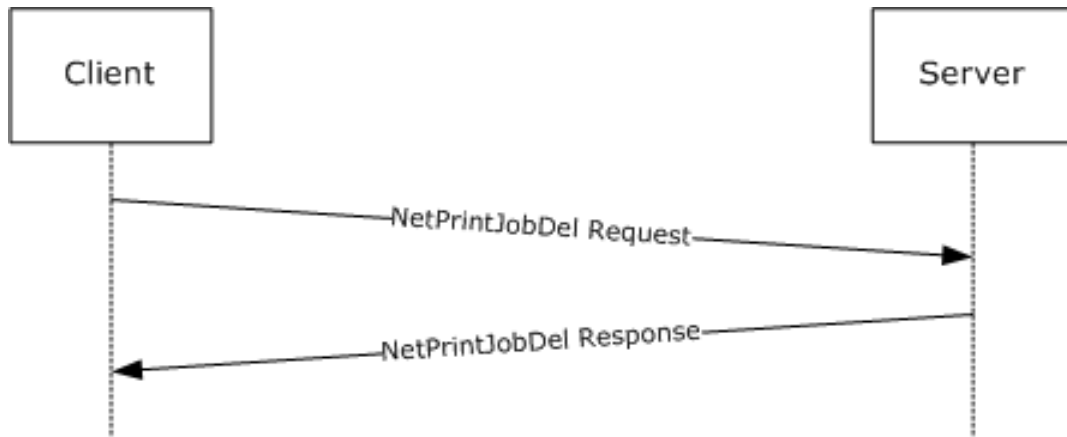 Client
Server
NetPrintJobDel Request
NetPrintJobDel Response